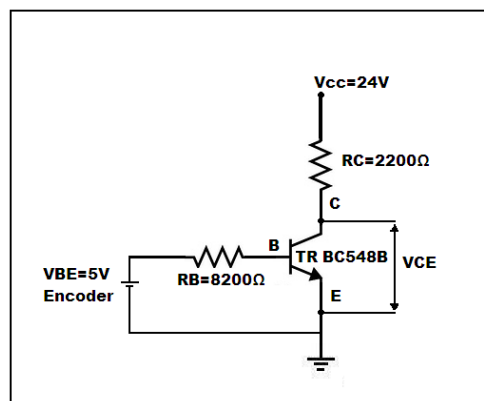 Vcc=24V
RC=2200Ω
C
B
TR BC548B
VCE
VBE=5V
Encoder
RB=8200Ω
E